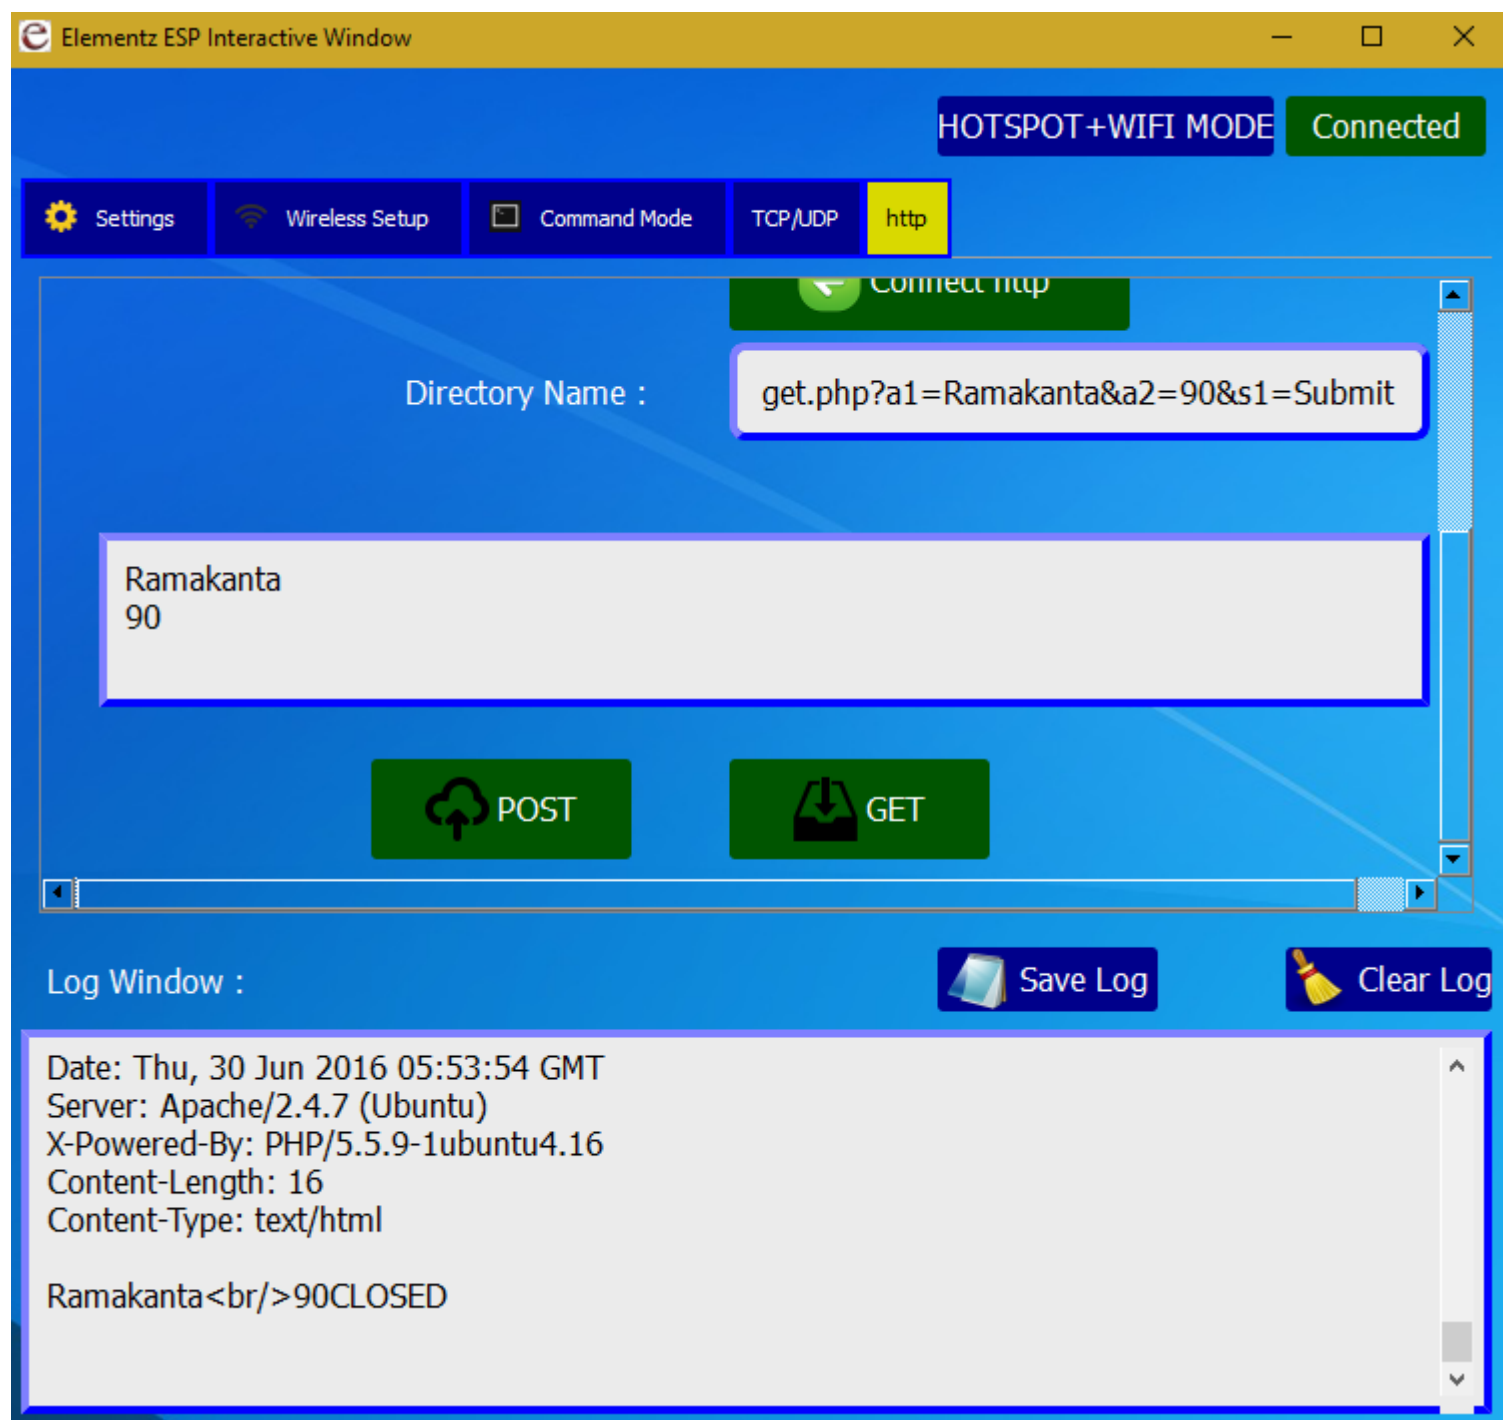 Elementz ESP Interactive Window
HOTSPOT+WIFI MODE
Connected
Settings
Wireless Setup
Command Mode
TCP/UDP
http
Connect http
Directory Name :
get.php?a1=Ramakanta&a2=90&s1=Submit
Ramakanta
90
POST
GET
Log Window :
Save Log
Clear Log
Date: Thu, 30 Jun 2016 05:53:54 GMT
Server: Apache/2.4.7 (Ubuntu)
X-Powered-By: PHP/5.5.9-1ubuntu4.16
Content-Length: 16
Content-Type: text/html
Ramakanta<br/>90CLOSED